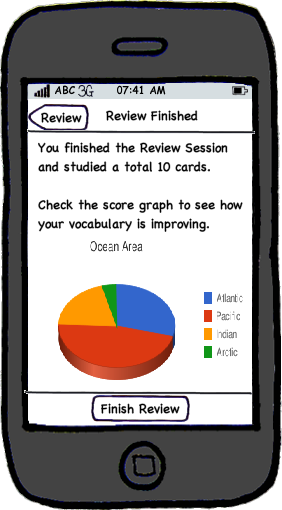 ABC 3G 07:41 AM
Review Review Finished
You finished the Review Session
and studied a total 10 cards.
Check the score graph to see how
your vocabulary is improving.
Ocean Area
Atlantic
Pacific
Indian
Arctic
Finish Review